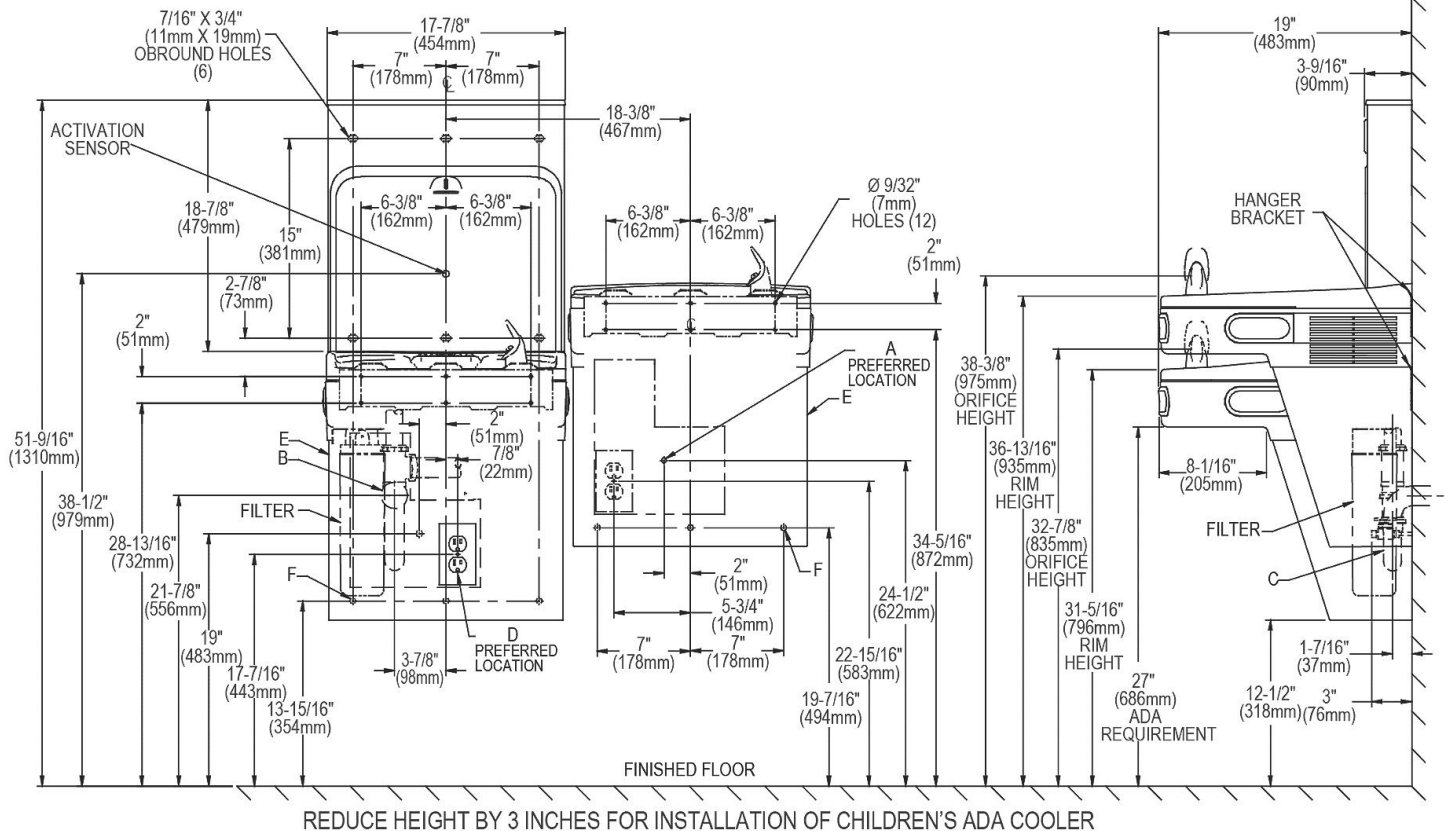 7/16" X 3/4"
(11mm X 19mm)
OBROUND HOLES
(6)
17-7/8"
(454mm)
7"
(178mm)
7"
(178mm)
℄
18-3/8"
(467mm)
ACTIVATION
SENSOR
18-7/8"
(479mm)
15"
(381mm)
2-7/8"
(73mm)
2"
(51mm)
6-3/8"
(162mm)
6-3/8"
(162mm)
6-3/8"
(162mm)
6-3/8"
(162mm)
Ø 9/32"
(7mm)
HOLES (12)
2"
(51mm)
℄
A
PREFERRED
LOCATION
E
51-9/16"
(1310mm)
38-1/2"
(979mm)
28-13/16"
(732mm)
21-7/8"
(556mm)
19"
(483mm)
17-7/16"
(443mm)
13-15/16"
(354mm)
E
B
FILTER
F
2"
(51mm)
7/8"
(22mm)
3-7/8"
(98mm)
D
PREFERRED
LOCATION
F
2"
(51mm)
5-3/4"
(146mm)
7"
(178mm)
7"
(178mm)
34-5/16"
(872mm)
24-1/2"
(622mm)
22-15/16"
(583mm)
19-7/16"
(494mm)
19"
(483mm)
3-9/16"
(90mm)
HANGER
BRACKET
38-3/8"
(975mm)
ORIFICE
HEIGHT
36-13/16"
(935mm)
RIM
HEIGHT
32-7/8"
(835mm)
ORIFICE
HEIGHT
31-5/16"
(796mm)
RIM
HEIGHT
27"
(686mm)
ADA
REQUIREMENT
8-1/16"
(205mm)
FILTER
C
1-7/16"
(37mm)
12-1/2"
(318mm)
3"
(76mm)
FINISHED FLOOR
REDUCE HEIGHT BY 3 INCHES FOR INSTALLATION OF CHILDREN'S ADA COOLER